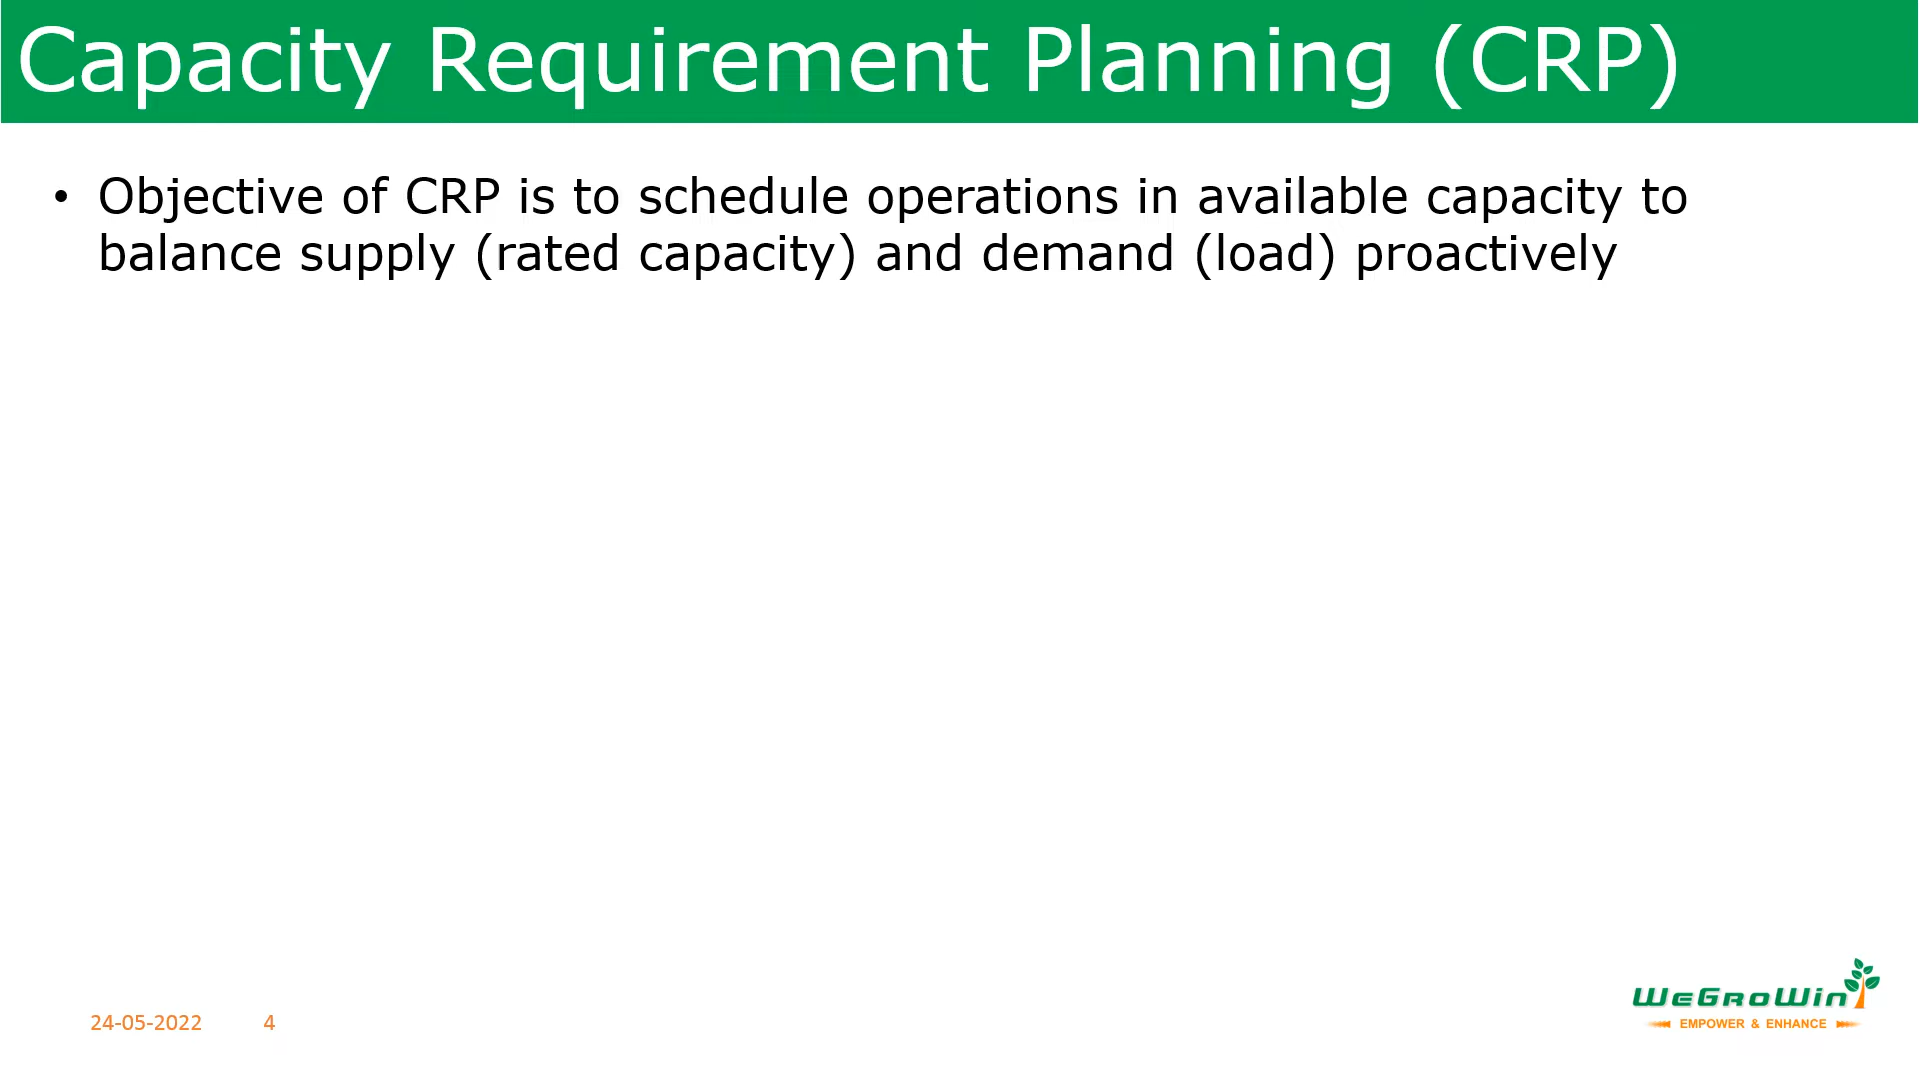 Capacity Requirement Planning (CRP)
• Objective of CRP is to schedule operations in available capacity to
balance supply (rated capacity) and demand (load) proactively
24-05-2022 4
WeGroWin
EMPOWER & ENHANCE